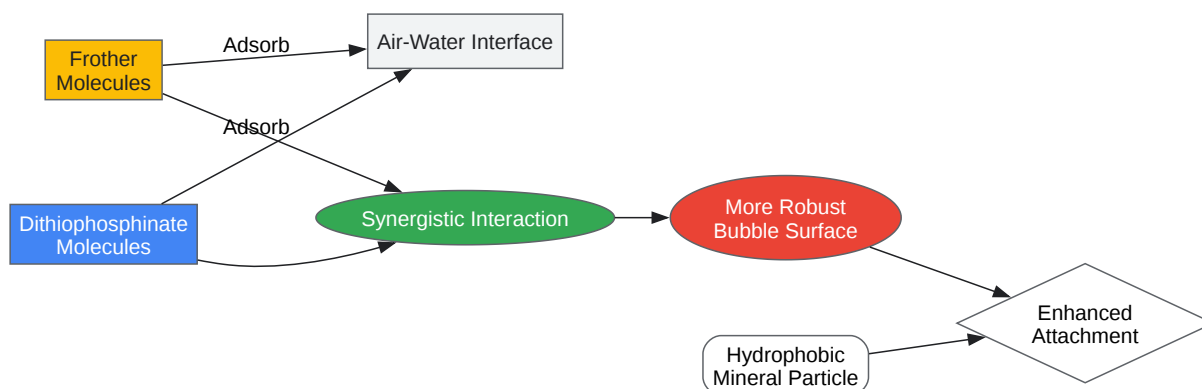 Frother
Molecules
Adsorb
Air-Water Interface
Adsorb
Dithiophosphinate
Molecules
Synergistic Interaction
More Robust
Bubble Surface
Enhanced
Attachment
Hydrophobic
Mineral Particle